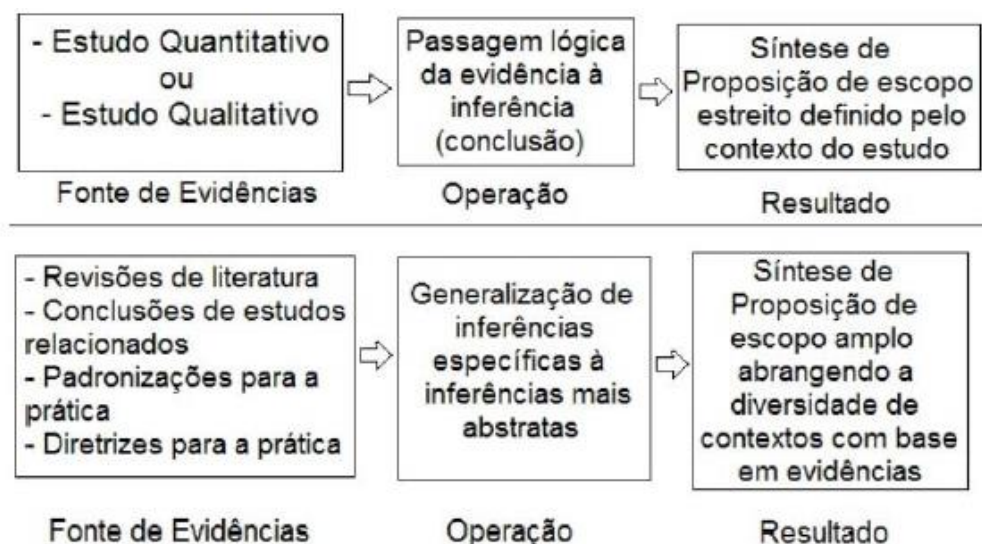 - Estudo Quantitativo
ou
- Estudo Qualitativo
Passagem lógica
da evidência à
inferência
(conclusão)
Síntese de
Proposição de escopo
estreito definido pelo
contexto do estudo
Fonte de Evidências
Operação
Resultado
- Revisões de literatura
- Conclusões de estudos
relacionados
- Padronizações para a
prática
- Diretrizes para a prática
Generalização de
inferências
específicas à
inferências mais
abstratas
Síntese de
Proposição de
escopo amplo
abrangendo a
diversidade de
contextos com base
em evidências
Fonte de Evidências
Operação
Resultado